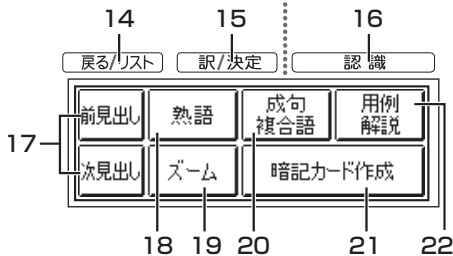 14 15 16
戻る/リスト 訳/決定 認識
前見出し 熟語 成句複合語 用例解説
17
次見出し ズーム 暗記カード作成
18 19 20 21 22